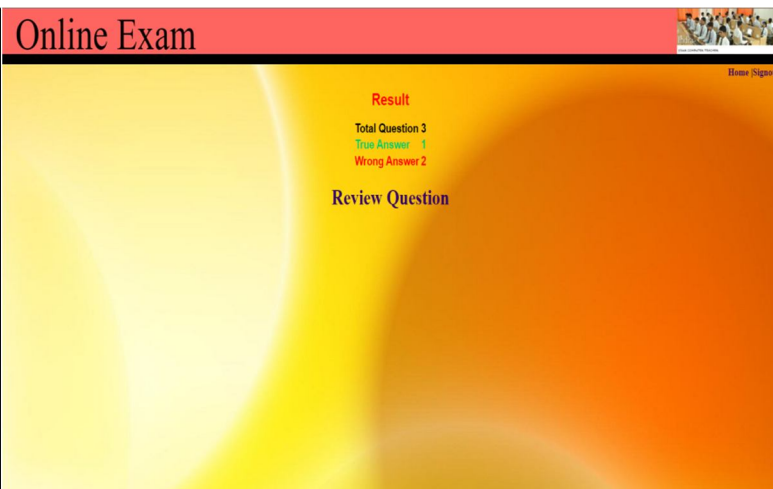 Online Exam
Home |Signo
Result
Total Question 3
True Answer 1
Wrong Answer 2
Review Question